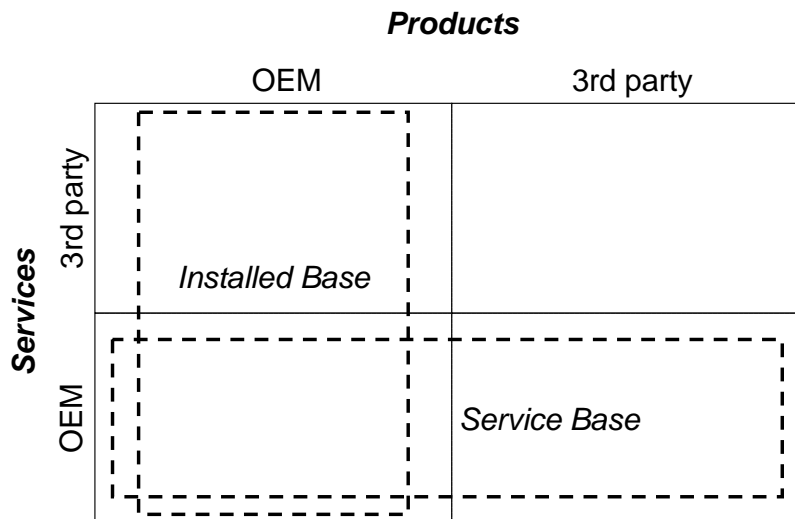 Products
OEM 3rd party
3rd party
Services
Installed Base
OEM
Service Base